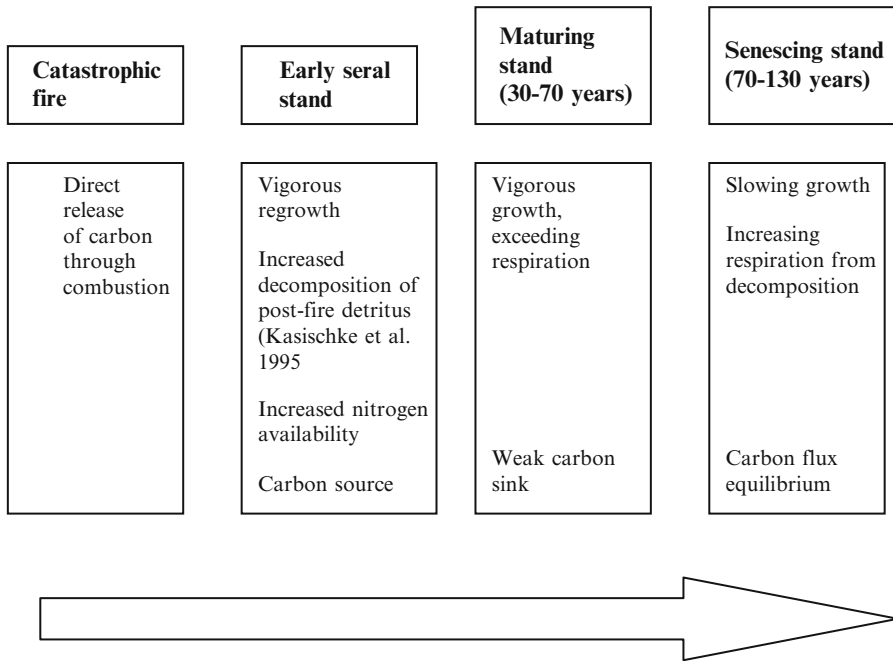 Catastrophic
fire
Early seral
stand
Maturing
stand
(30-70 years)
Senescing stand
(70-130 years)
Direct
release
of carbon
through
combustion
Vigorous
regrowth
Increased
decomposition of
post-fire detritus
(Kasischke et al.
1995
Increased nitrogen
availability
Carbon source
Vigorous
growth,
exceeding
respiration
Weak carbon
sink
Slowing growth
Increasing
respiration from
decomposition
Carbon flux
equilibrium